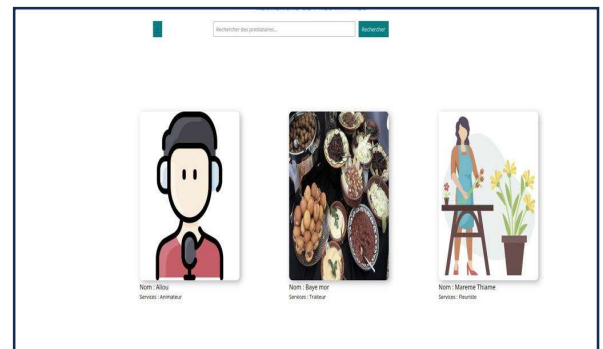 Rechercher des prestataires...
Rechercher
Nom : Aliou
Services : Animateur
Nom : Baye mor
Services : Traiteur
Nom : Mareme Thiame
Services : Fleuriste